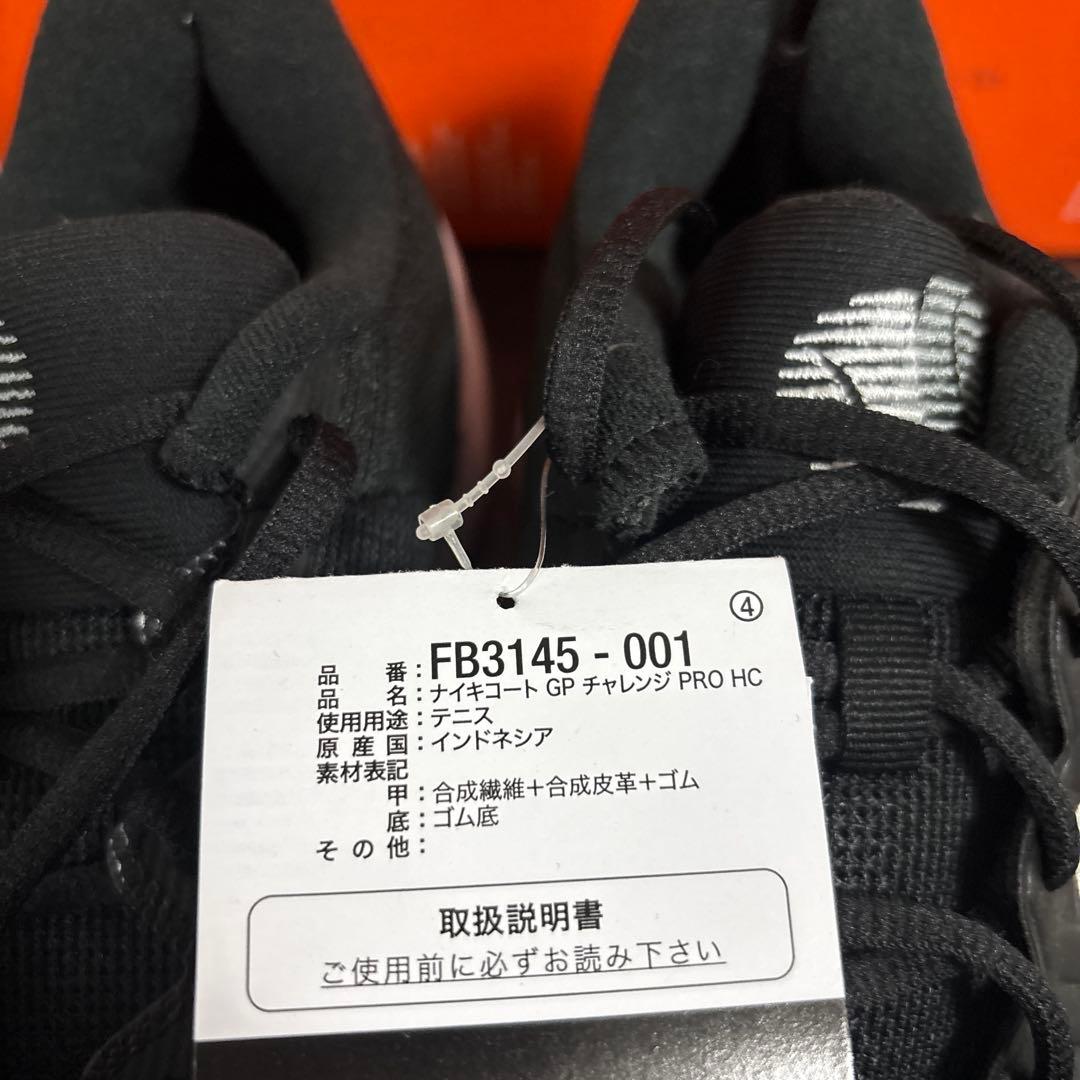 ④
品 番：FB3145 - 001
品 名：ナイキコート GP チャレンジ PRO HC
使用用途：テニス
原 産 国：インドネシア
素材表記
甲：合成繊維＋合成皮革＋ゴム
底：ゴム底
そ の 他：
取扱説明書
ご使用前に必ずお読み下さい